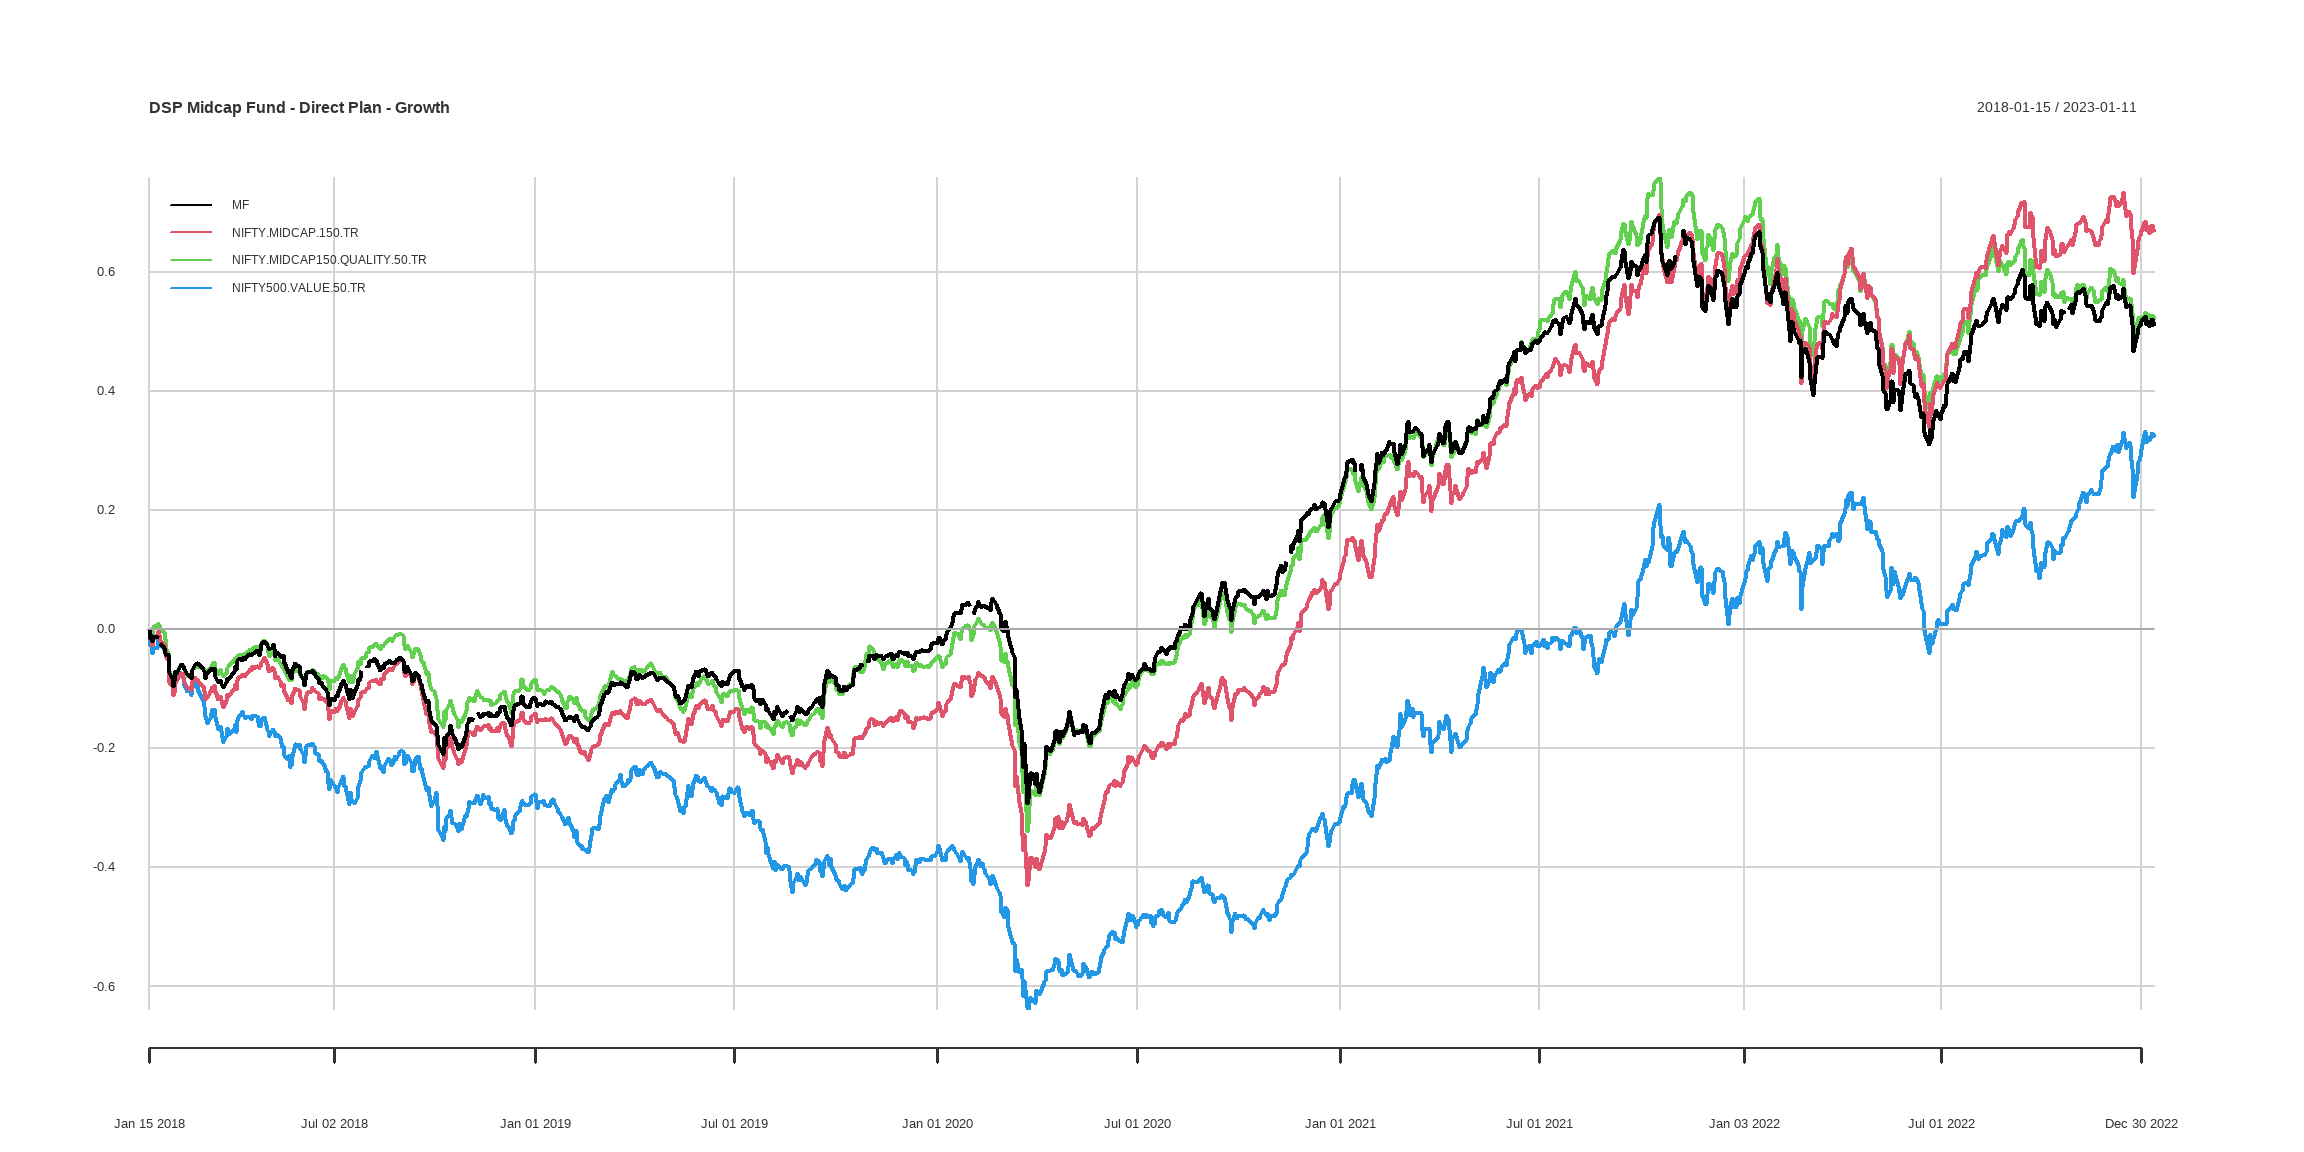 DSP Midcap Fund - Direct Plan - Growth
2018-01-15 / 2023-01-11
MF
NIFTY.MIDCAP.150.TR
NIFTY.MIDCAP150.QUALITY.50.TR
NIFTY500.VALUE.50.TR
0.6
0.4
0.2
0.0
-0.2
-0.4
-0.6
Jan 15 2018
Jul 02 2018
Jan 01 2019
Jul 01 2019
Jan 01 2020
Jul 01 2020
Jan 01 2021
Jul 01 2021
Jan 03 2022
Jul 01 2022
Dec 30 2022